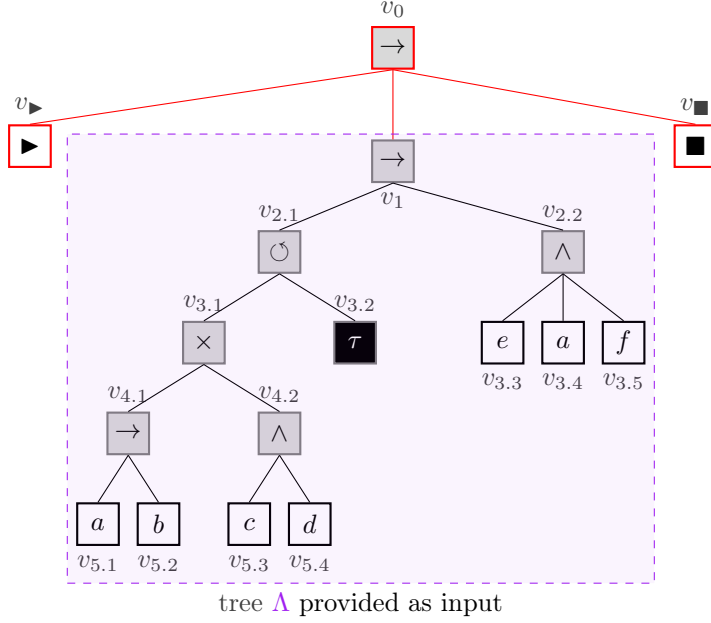 v₀
→
v▶
v■
▶
→
■
v₁
v₂.₁
v₂.₂
↺
∧
v₃.₁
v₃.₂
×
τ
e
a
f
v₃.₃
v₃.₄
v₃.₅
v₄.₁
v₄.₂
→
∧
a
b
c
d
v₅.₁
v₅.₂
v₅.₃
v₅.₄
tree Λ provided as input